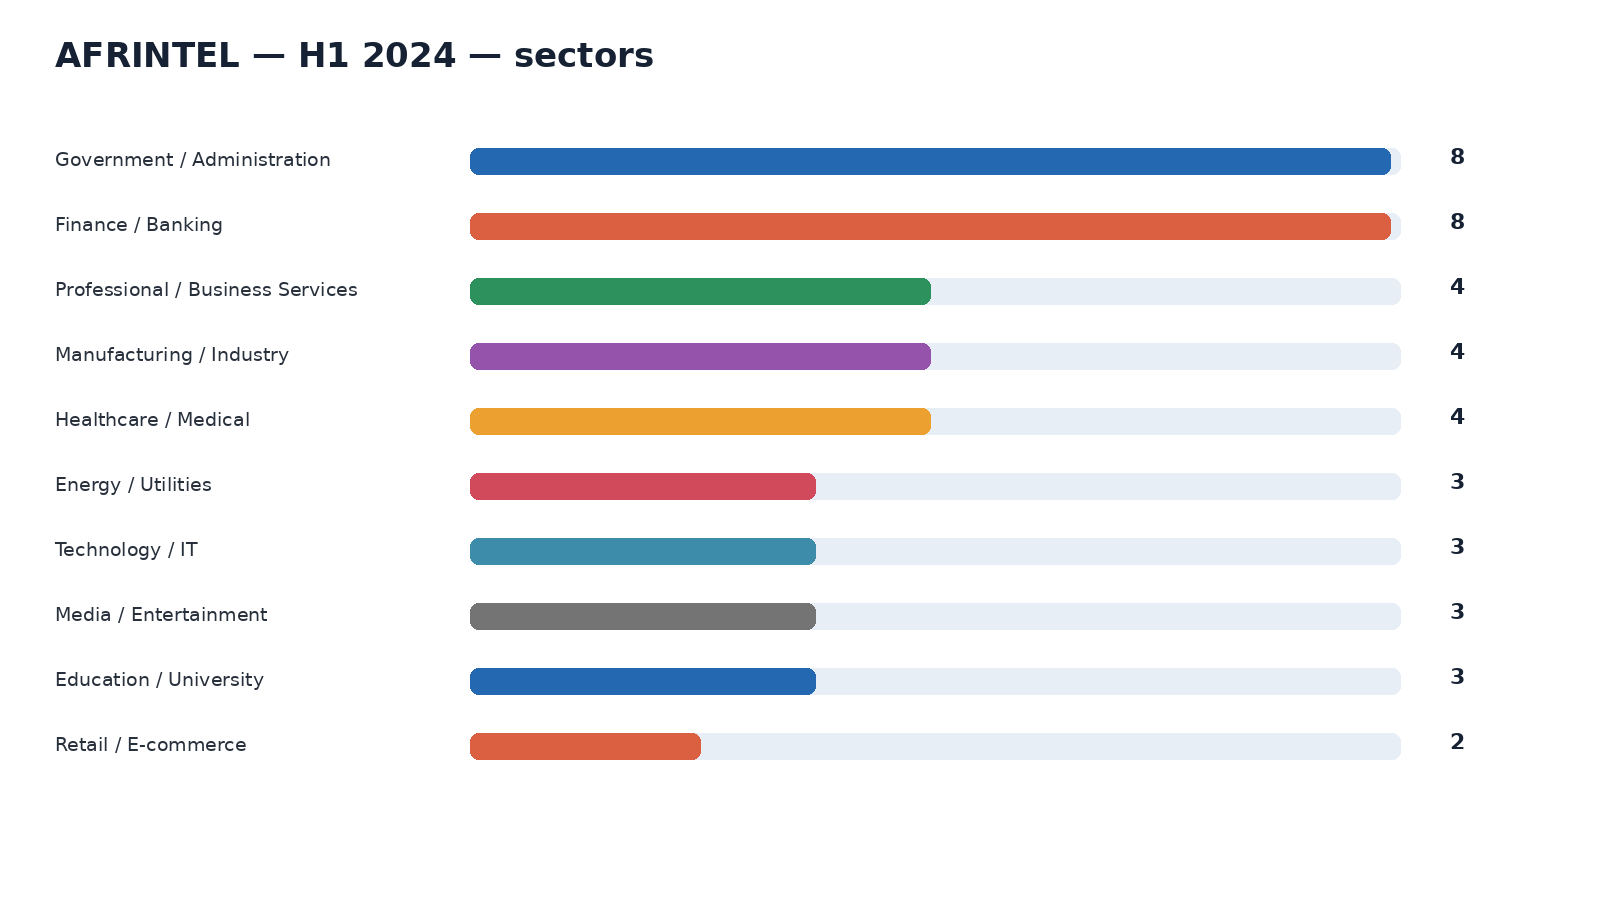 AFRINTEL — H1 2024 — sectors
Government / Administration 8
Finance / Banking 8
Professional / Business Services 4
Manufacturing / Industry 4
Healthcare / Medical 4
Energy / Utilities 3
Technology / IT 3
Media / Entertainment 3
Education / University 3
Retail / E-commerce 2